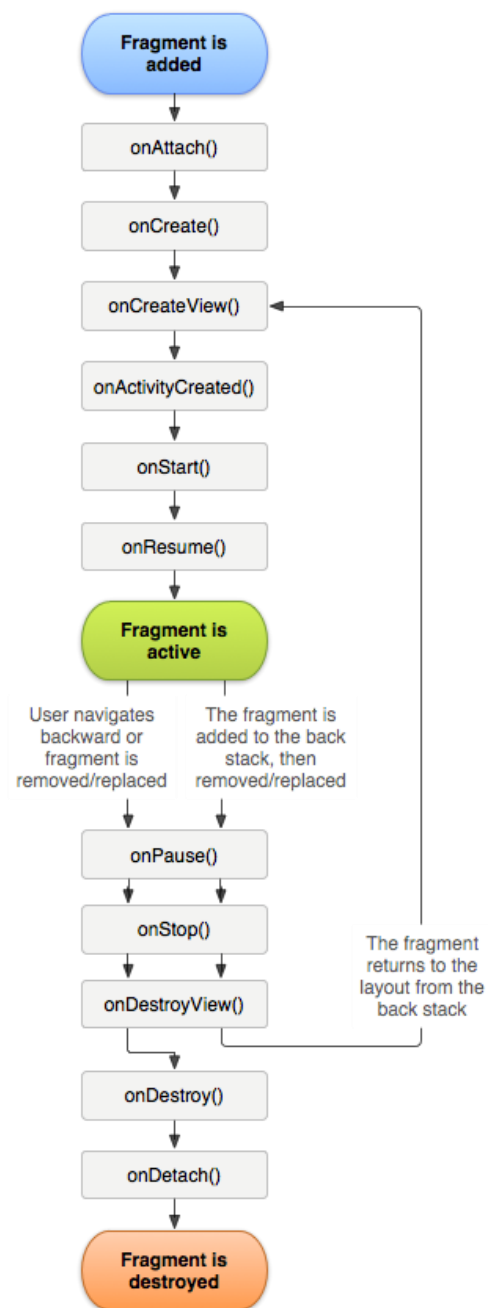 Fragment is
added
onAttach()
onCreate()
onCreateView()
onActivityCreated()
onStart()
onResume()
Fragment is
active
User navigates
backward or
fragment is
removed/replaced
The fragment is
added to the back
stack, then
removed/replaced
onPause()
onStop()
onDestroyView()
The fragment
returns to the
layout from the
back stack
onDestroy()
onDetach()
Fragment is
destroyed